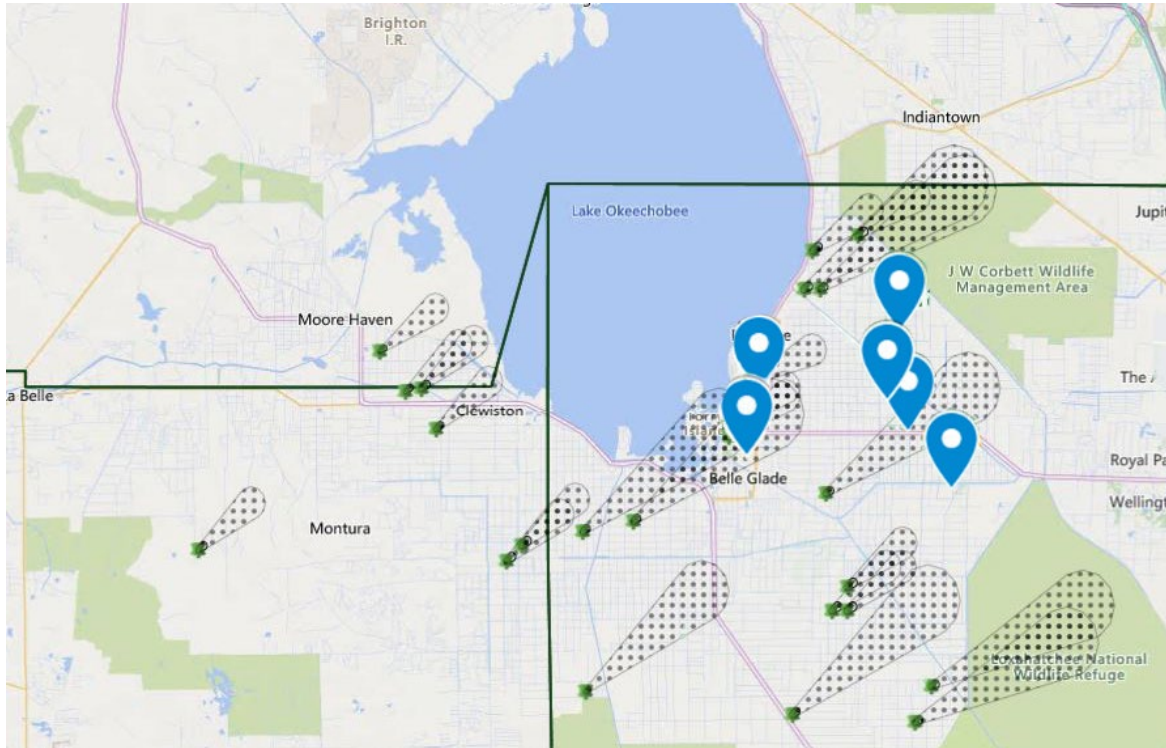 Brighton
I.R.
Indiantown
Lake Okeechobee
Jupit
J W Corbett Wildlife
Management Area
Moore Haven
The A
a Belle
Clewiston
Island
Royal Pa
Belle Glade
Wellingt
Montura
Loxahatchee National
Wildlife Refuge